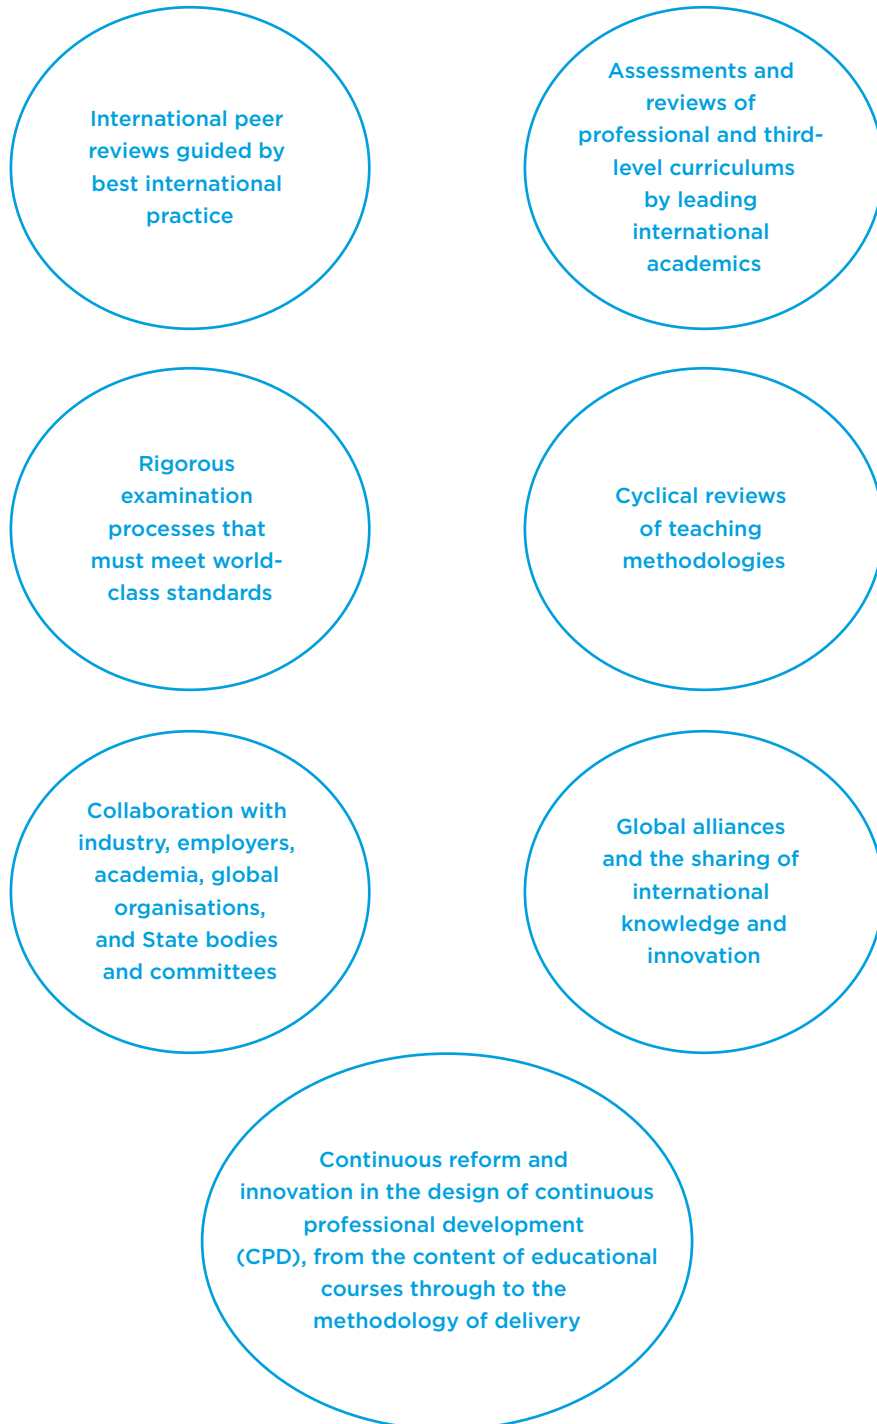 International peer
reviews guided by
best international
practice
Assessments and
reviews of
professional and third-
level curriculums
by leading
international
academics
Rigorous
examination
processes that
must meet world-
class standards
Cyclical reviews
of teaching
methodologies
Collaboration with
industry, employers,
academia, global
organisations,
and State bodies
and committees
Global alliances
and the sharing of
international
knowledge and
innovation
Continuous reform and
innovation in the design of continuous
professional development
(CPD), from the content of educational
courses through to the
methodology of delivery